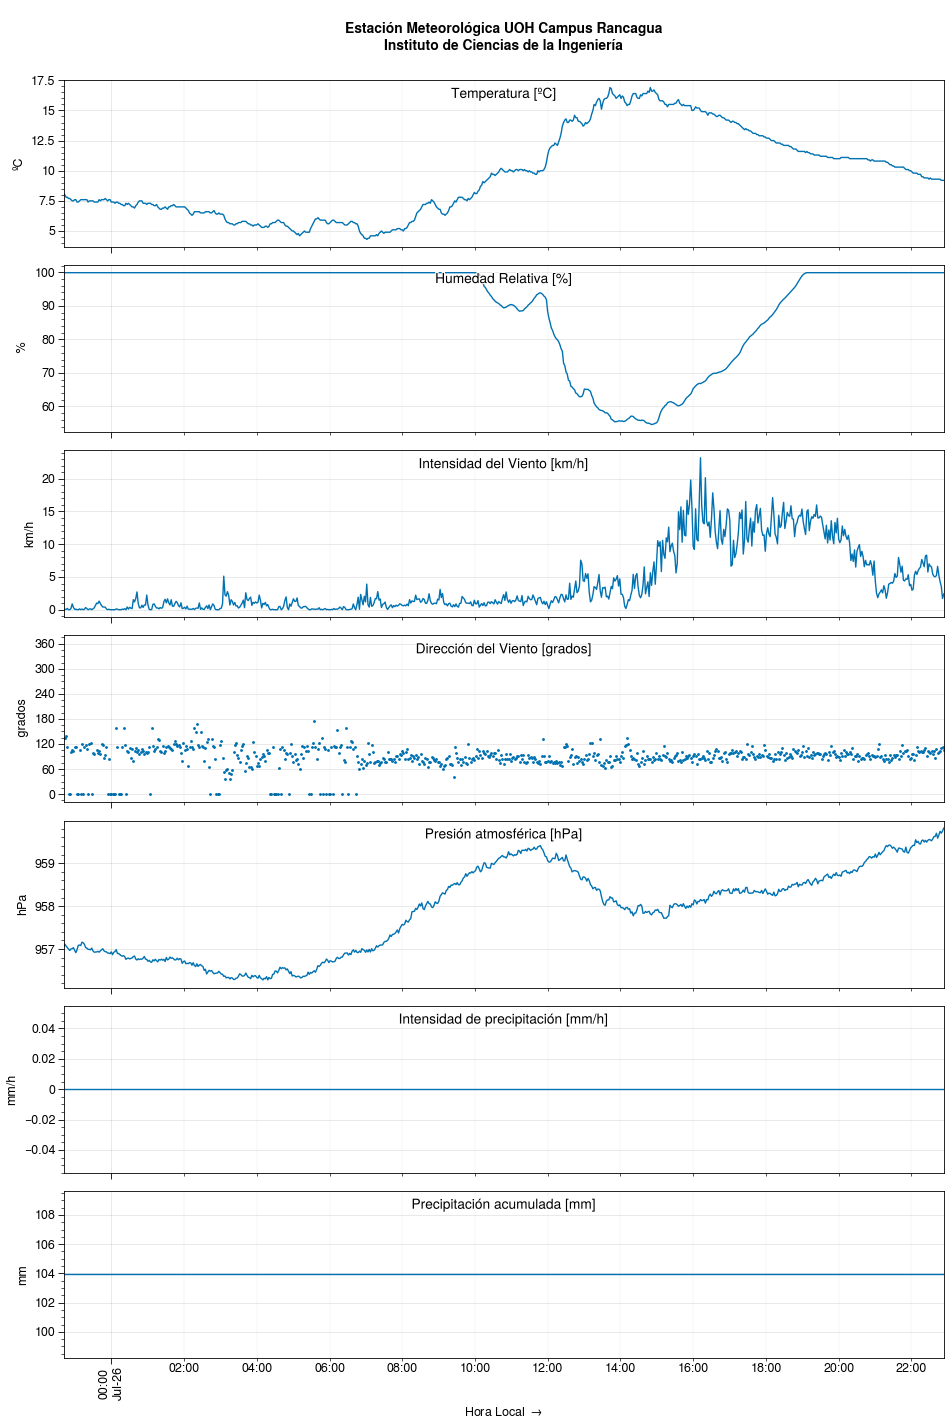 Estación Meteorológica UOH Campus Rancagua
Instituto de Ciencias de la Ingeniería
Temperatura [ºC]
17.5
15
12.5
10
7.5
5
ºC
Humedad Relativa [%]
100
90
80
70
60
%
Intensidad del Viento [km/h]
20
15
10
5
0
km/h
Dirección del Viento [grados]
360
300
240
180
120
60
0
grados
Presión atmosférica [hPa]
959
958
957
hPa
Intensidad de precipitación [mm/h]
0.04
0.02
0
−0.02
−0.04
mm/h
Precipitación acumulada [mm]
108
106
104
102
100
mm
00:00
Jul-26
02:00
04:00
06:00
08:00
10:00
12:00
14:00
16:00
18:00
20:00
22:00
Hora Local →